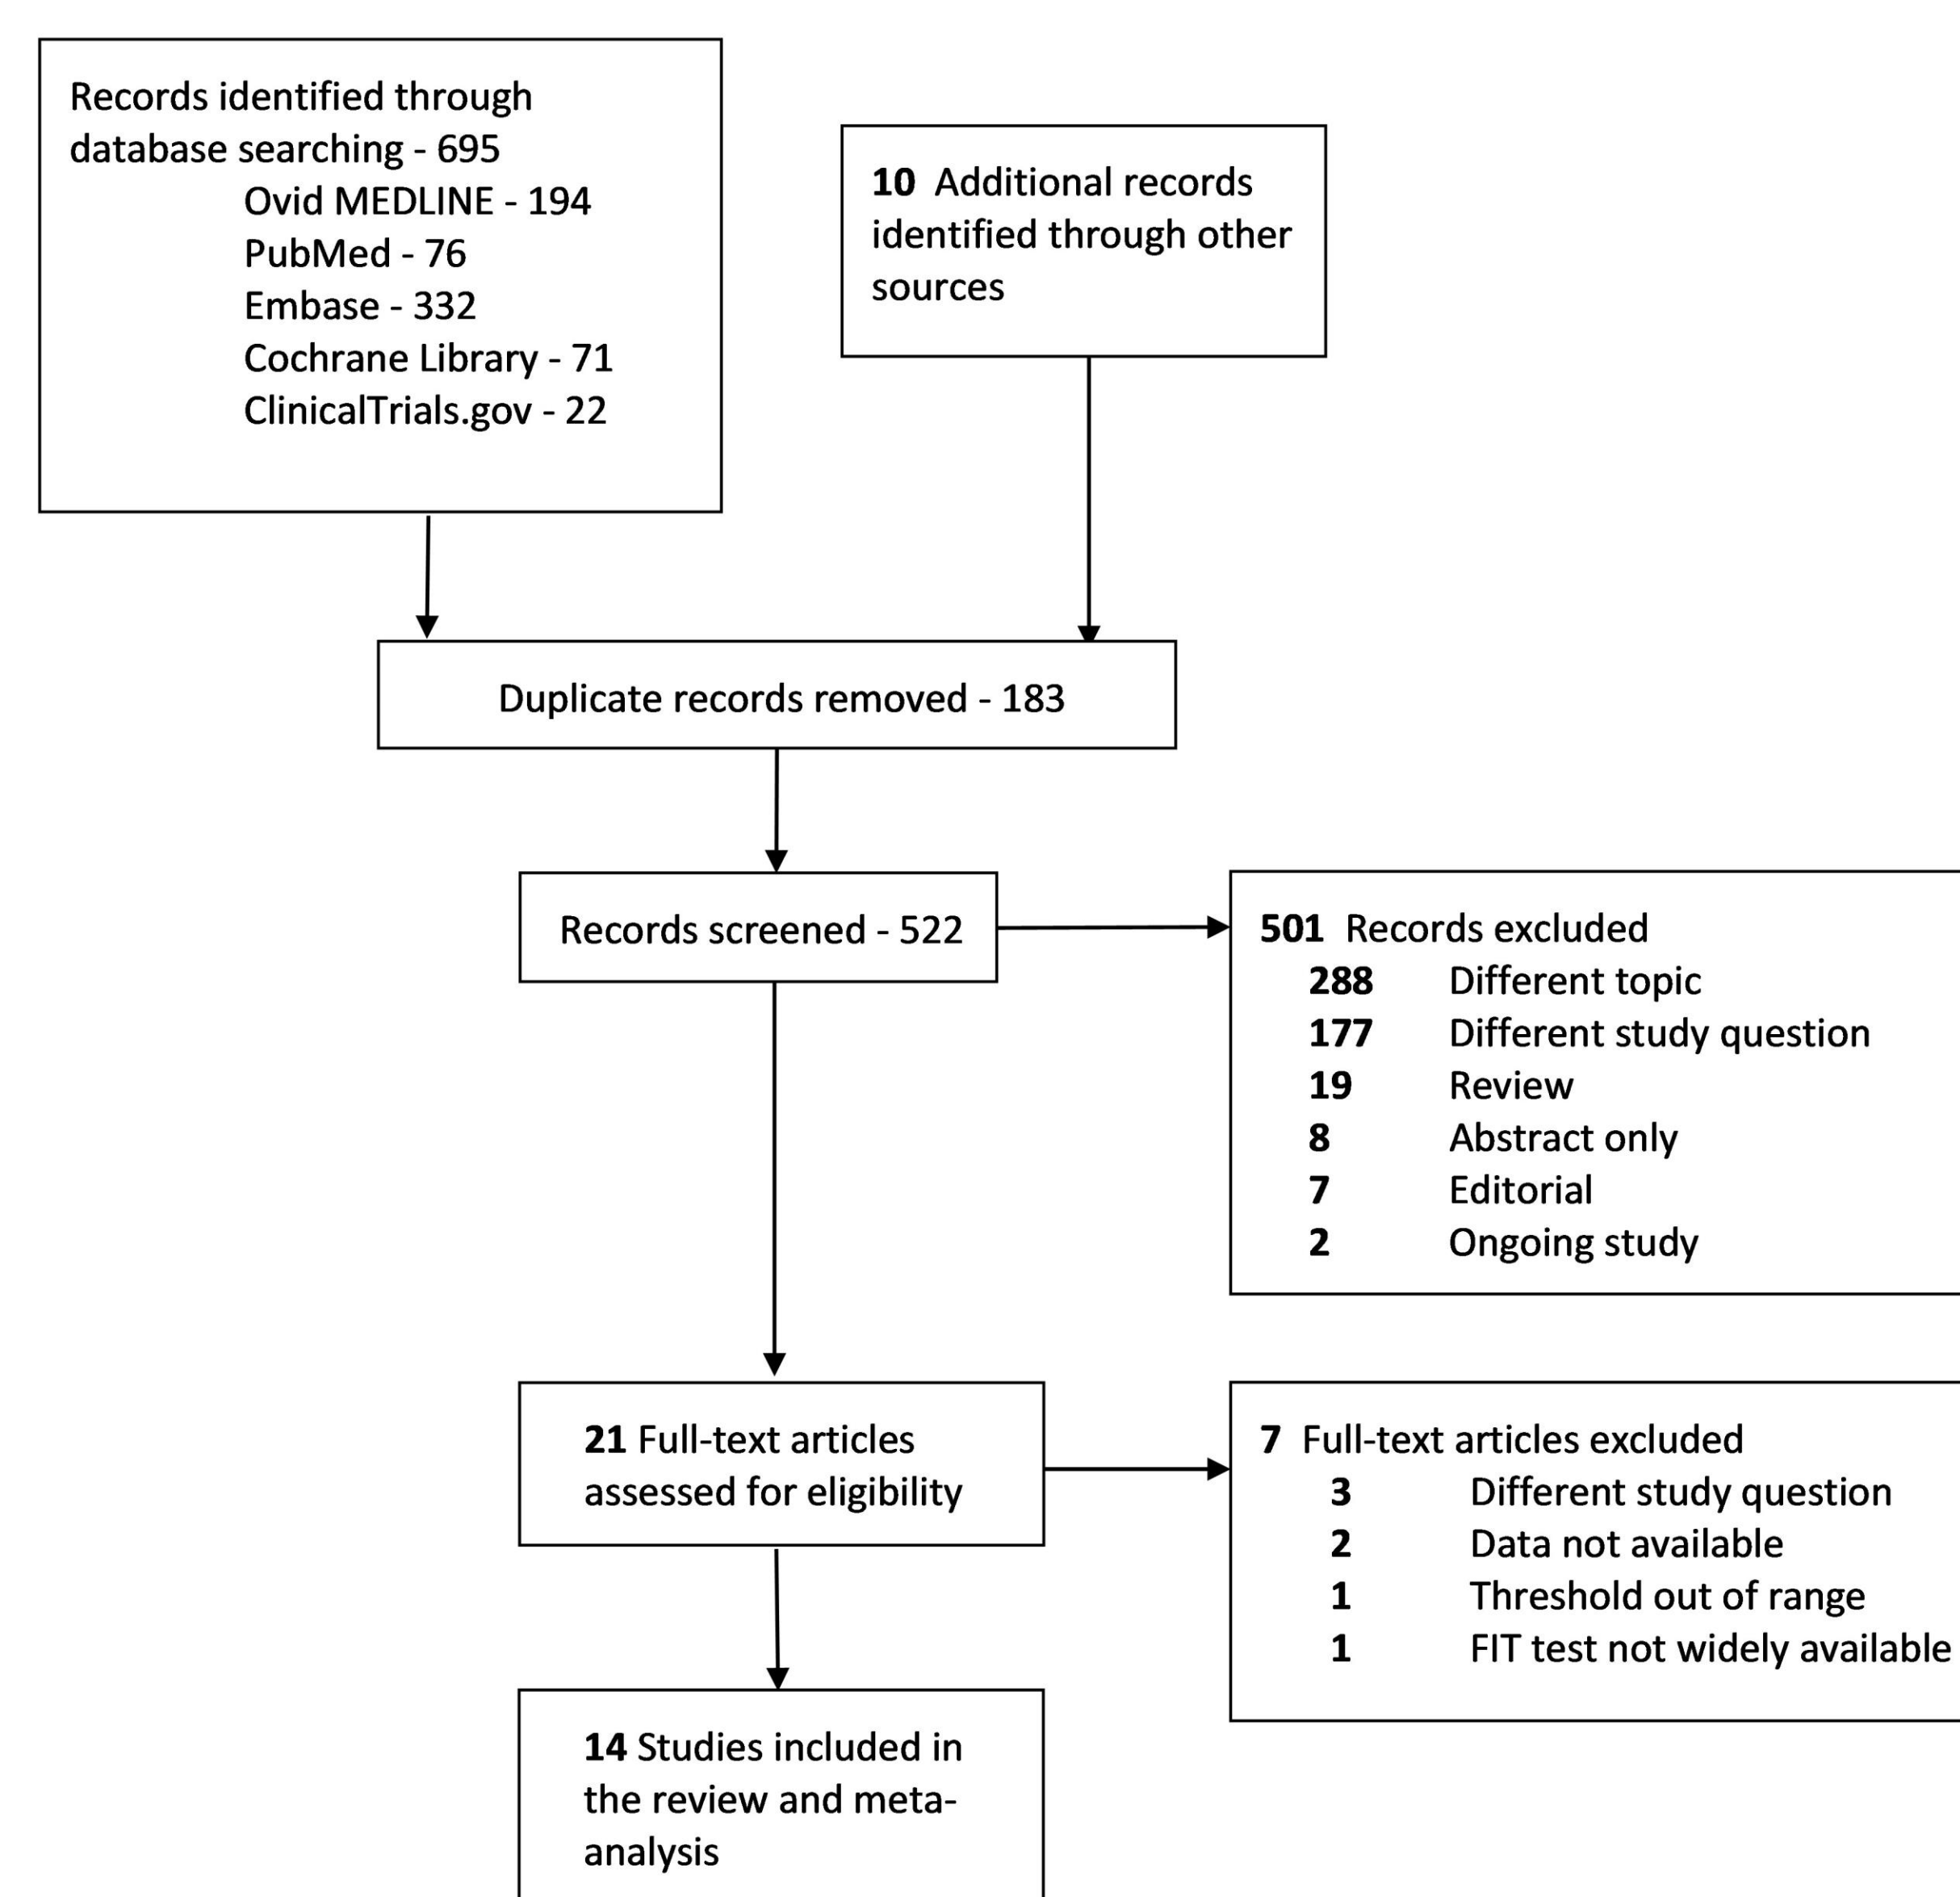 Records identified through
database searching - 695
Ovid MEDLINE - 194
PubMed - 76
Embase - 332
Cochrane Library - 71
ClinicalTrials.gov - 22
10 Additional records
identified through other
sources
Duplicate records removed - 183
Records screened - 522
501 Records excluded
288 Different topic
177 Different study question
19 Review
8 Abstract only
7 Editorial
2 Ongoing study
21 Full-text articles
assessed for eligibility
7 Full-text articles excluded
3 Different study question
2 Data not available
1 Threshold out of range
1 FIT test not widely available
14 Studies included in
the review and meta-
analysis